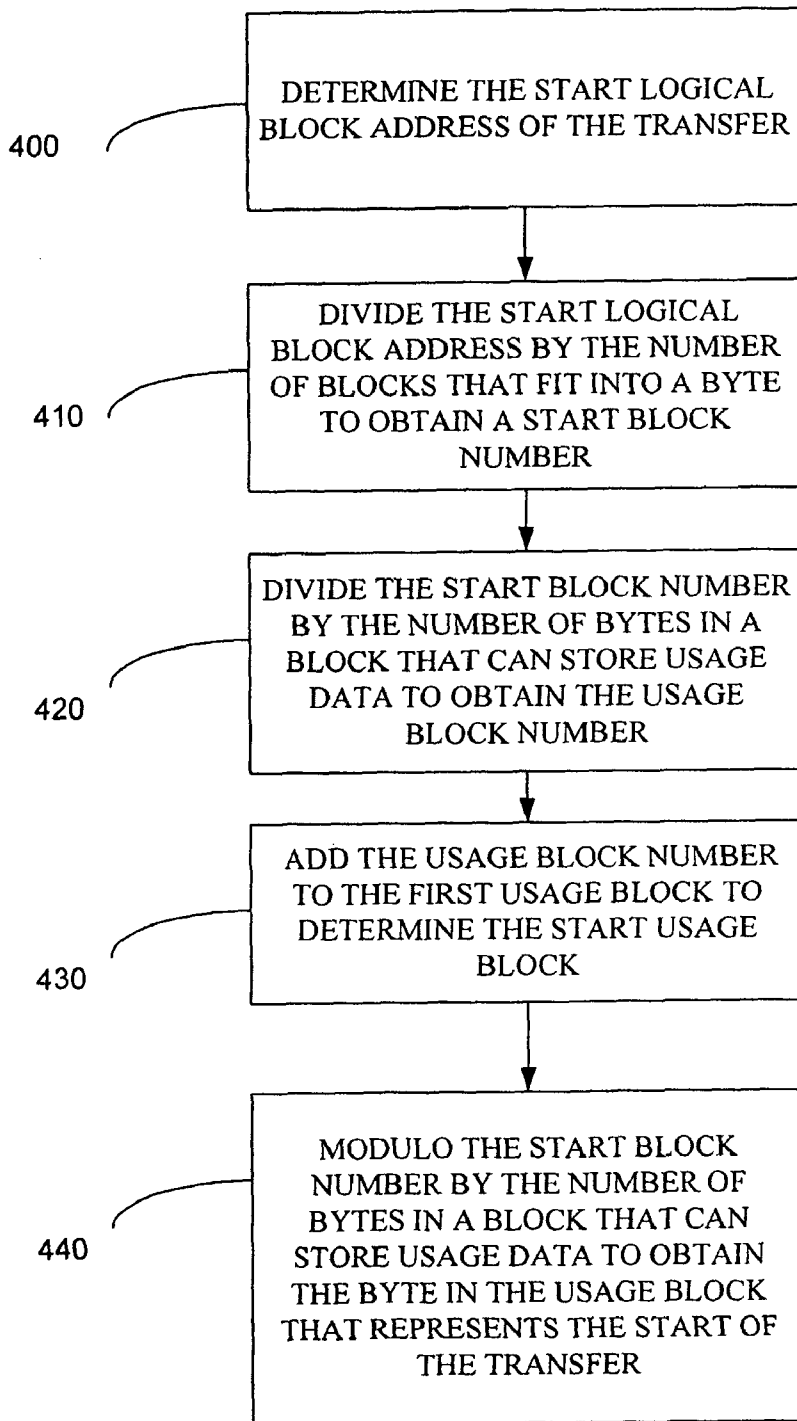 DETERMINE THE START LOGICAL
BLOCK ADDRESS OF THE TRANSFER
400
DIVIDE THE START LOGICAL
BLOCK ADDRESS BY THE NUMBER
OF BLOCKS THAT FIT INTO A BYTE
TO OBTAIN A START BLOCK
NUMBER
410
DIVIDE THE START BLOCK NUMBER
BY THE NUMBER OF BYTES IN A
BLOCK THAT CAN STORE USAGE
DATA TO OBTAIN THE USAGE
BLOCK NUMBER
420
ADD THE USAGE BLOCK NUMBER
TO THE FIRST USAGE BLOCK TO
DETERMINE THE START USAGE
BLOCK
430
MODULO THE START BLOCK
NUMBER BY THE NUMBER OF
BYTES IN A BLOCK THAT CAN
STORE USAGE DATA TO OBTAIN
THE BYTE IN THE USAGE BLOCK
THAT REPRESENTS THE START OF
THE TRANSFER
440